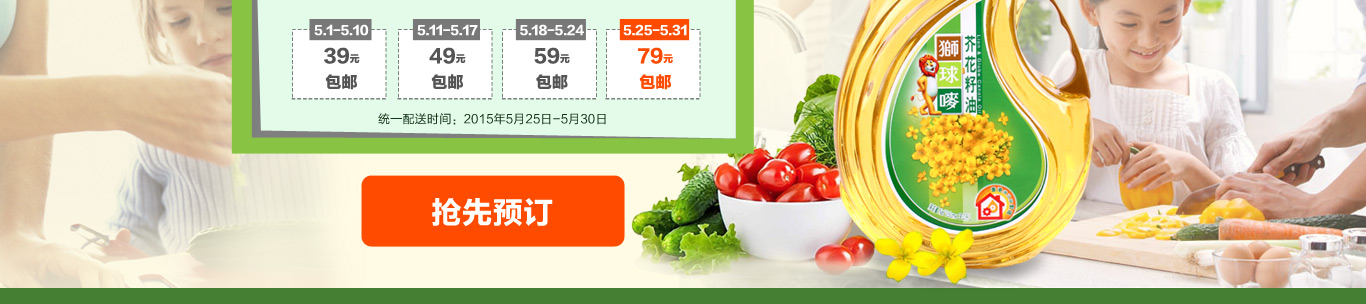 5.1-5.10 5.11-5.17 5.18-5.24 5.25-5.31
39元 49元 59元 79元
包邮 包邮 包邮 包邮
统一配送时间：2015年5月25日-5月30日
抢先预订
獅球嘜
芥花籽油